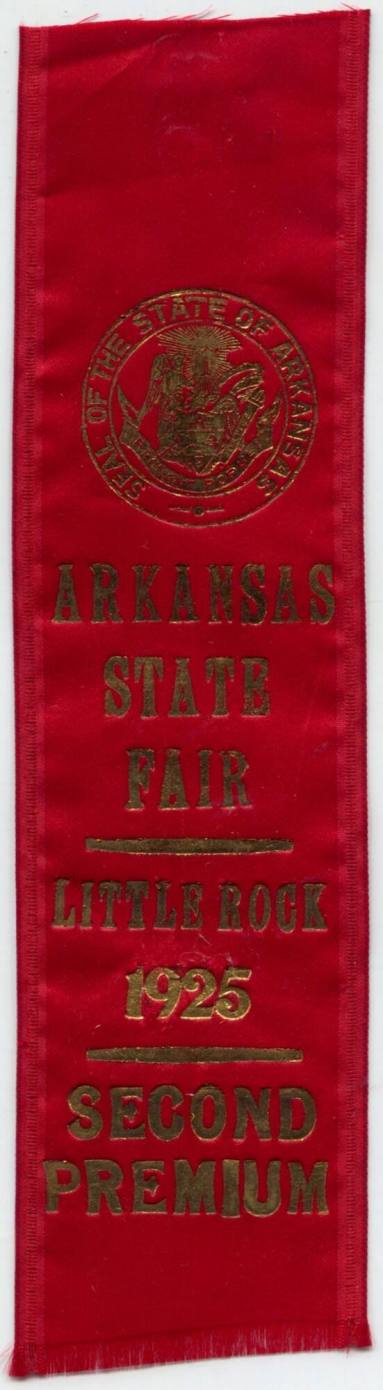 SEAL OF THE STATE OF ARKANSAS
ARKANSAS
STATE
FAIR
LITTLE ROCK
1925
SECOND
PREMIUM